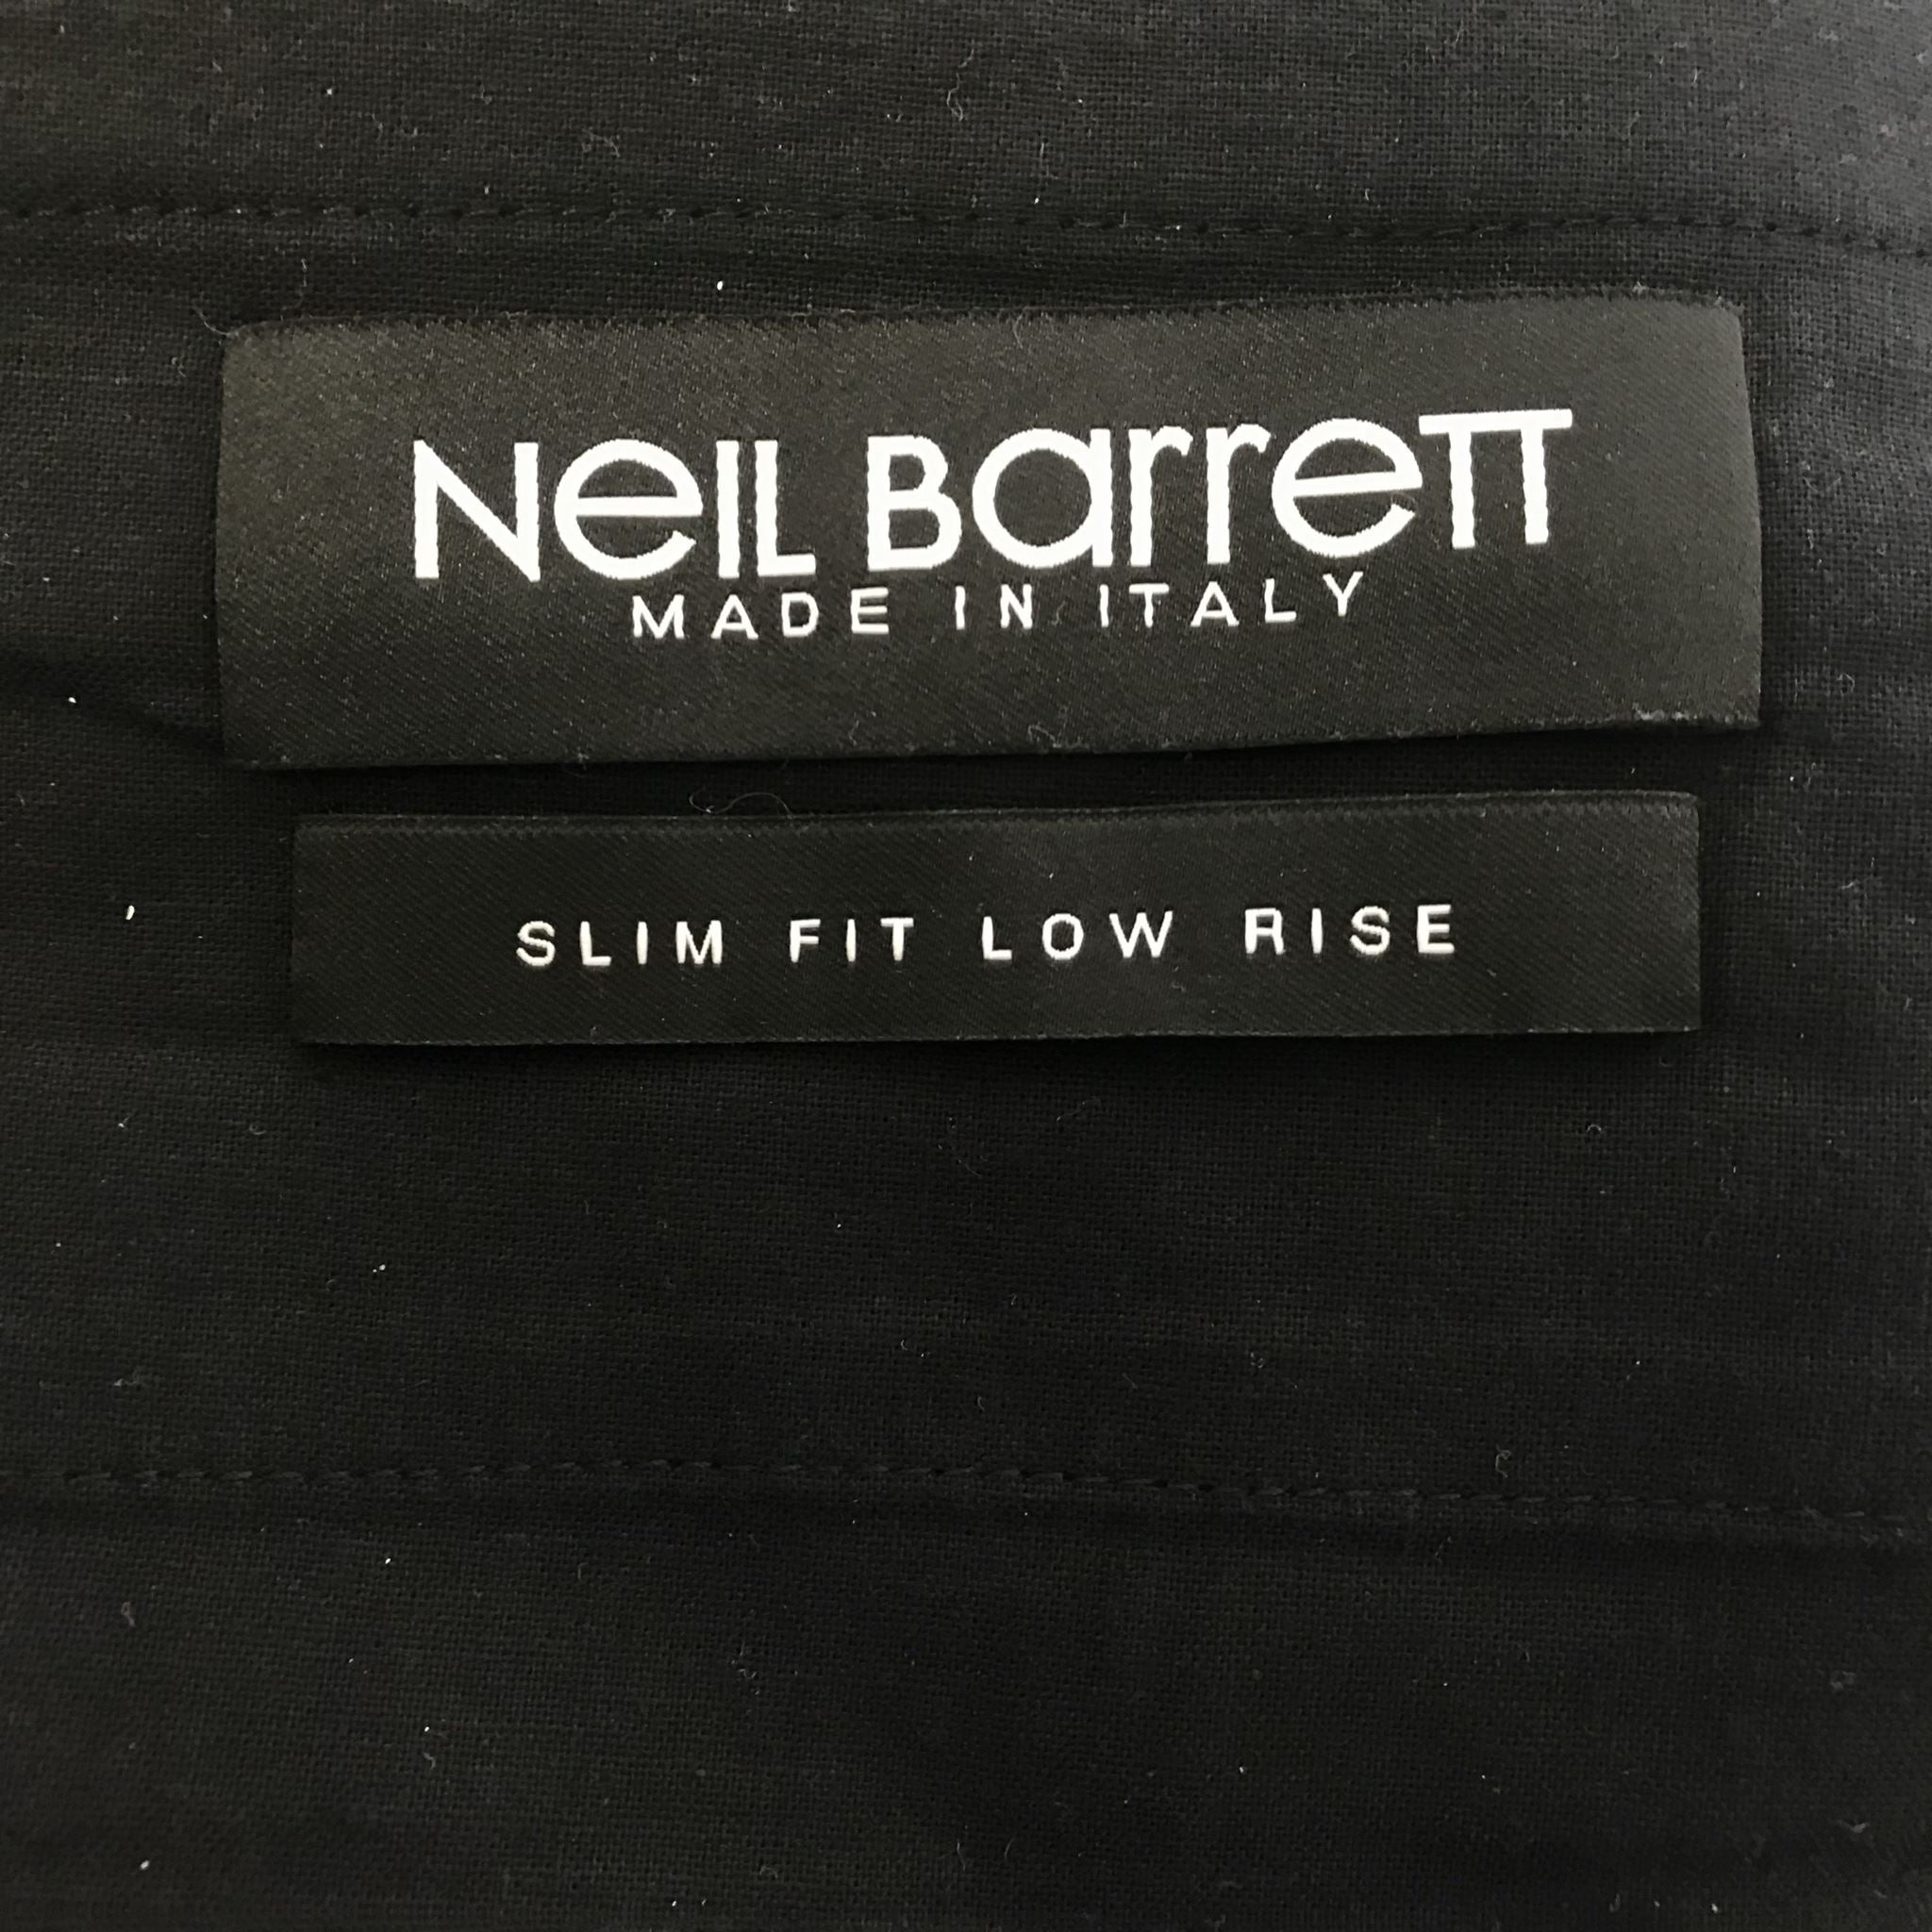 Neil Barrett
MADE IN ITALY
SLIM FIT LOW RISE